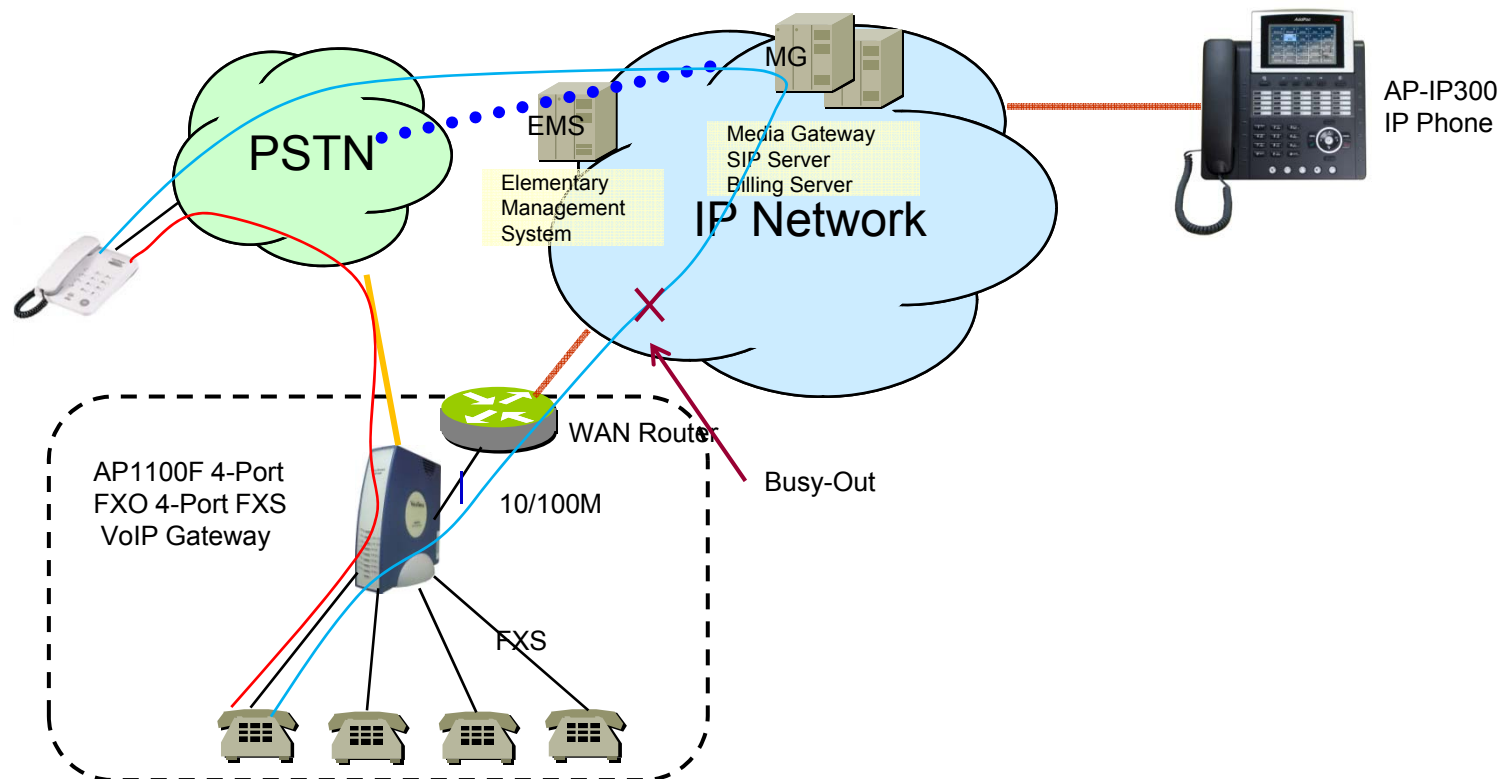 MG
EMS
PSTN
Media Gateway
SIP Server
Billing Server
Elementary
Management
System
IP Network
AP-IP300
IP Phone
WAN Router
AP1100F 4-Port
FXO 4-Port FXS
VoIP Gateway
10/100M
Busy-Out
FXS